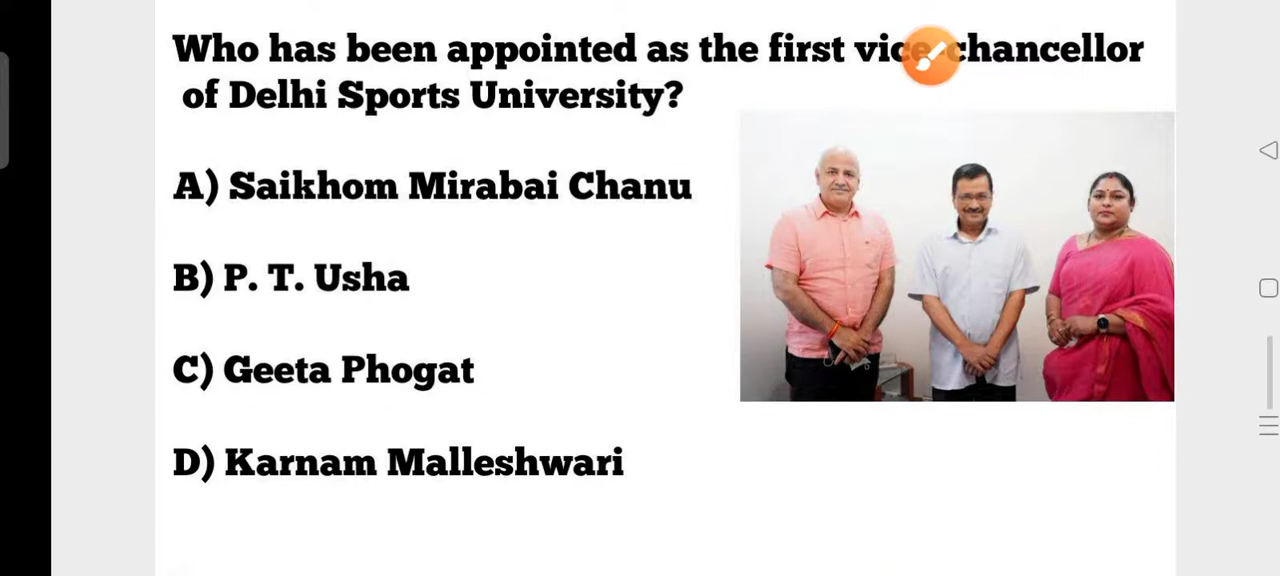 Who has been appointed as the first vice-chancellor
of Delhi Sports University?
A) Saikhom Mirabai Chanu
B) P. T. Usha
C) Geeta Phogat
D) Karnam Malleshwari